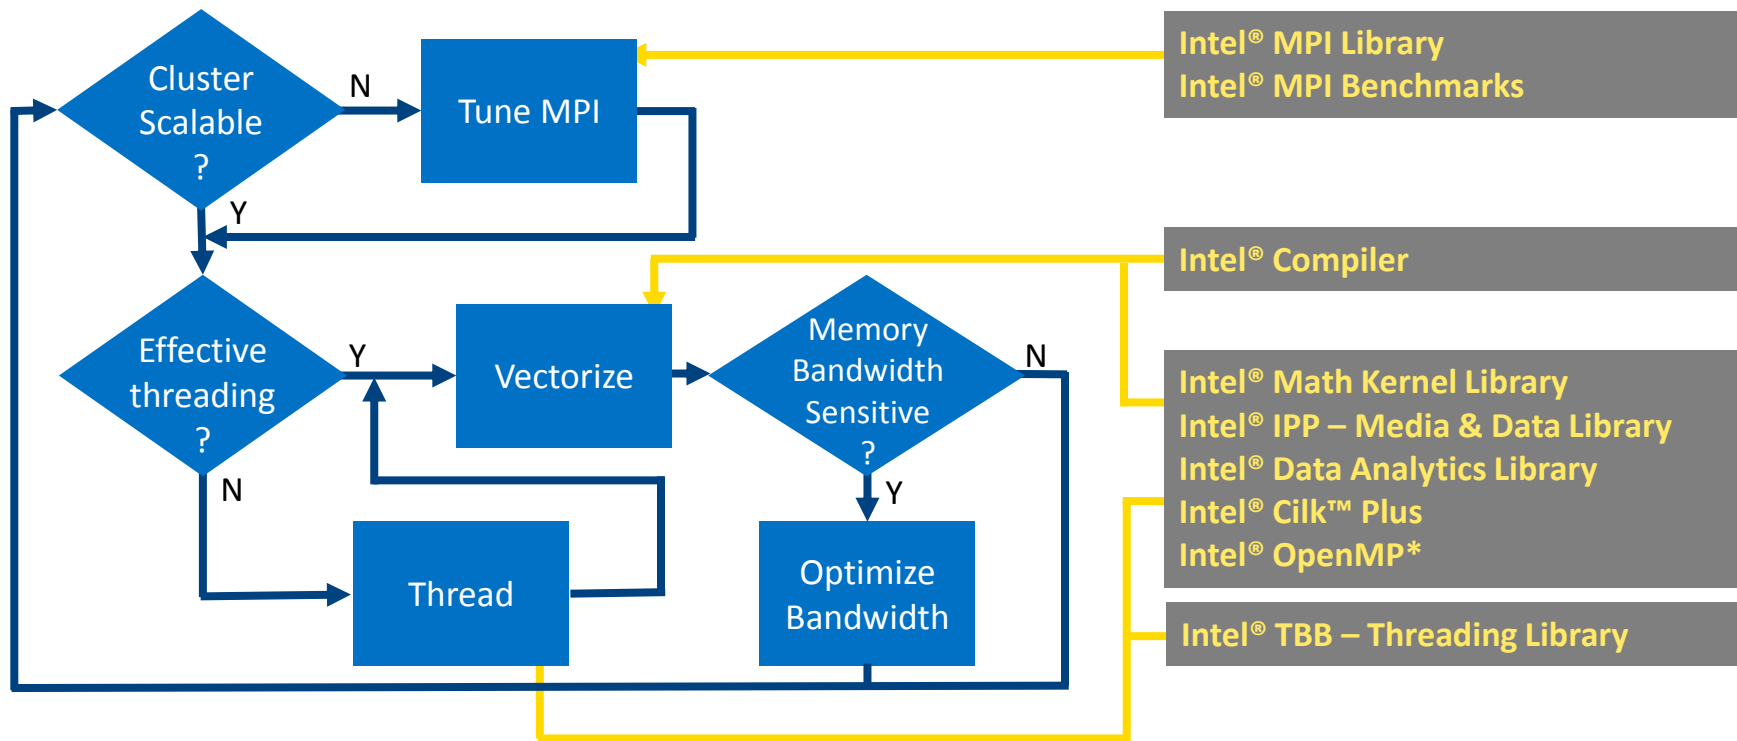 Cluster
Scalable
?
N
Tune MPI
Y
Intel® MPI Library
Intel® MPI Benchmarks
Intel® Compiler
Effective
threading
?
Y
N
Vectorize
Memory
Bandwidth
Sensitive
?
N
Y
Thread
Optimize
Bandwidth
Intel® Math Kernel Library
Intel® IPP – Media & Data Library
Intel® Data Analytics Library
Intel® Cilk™ Plus
Intel® OpenMP*
Intel® TBB – Threading Library